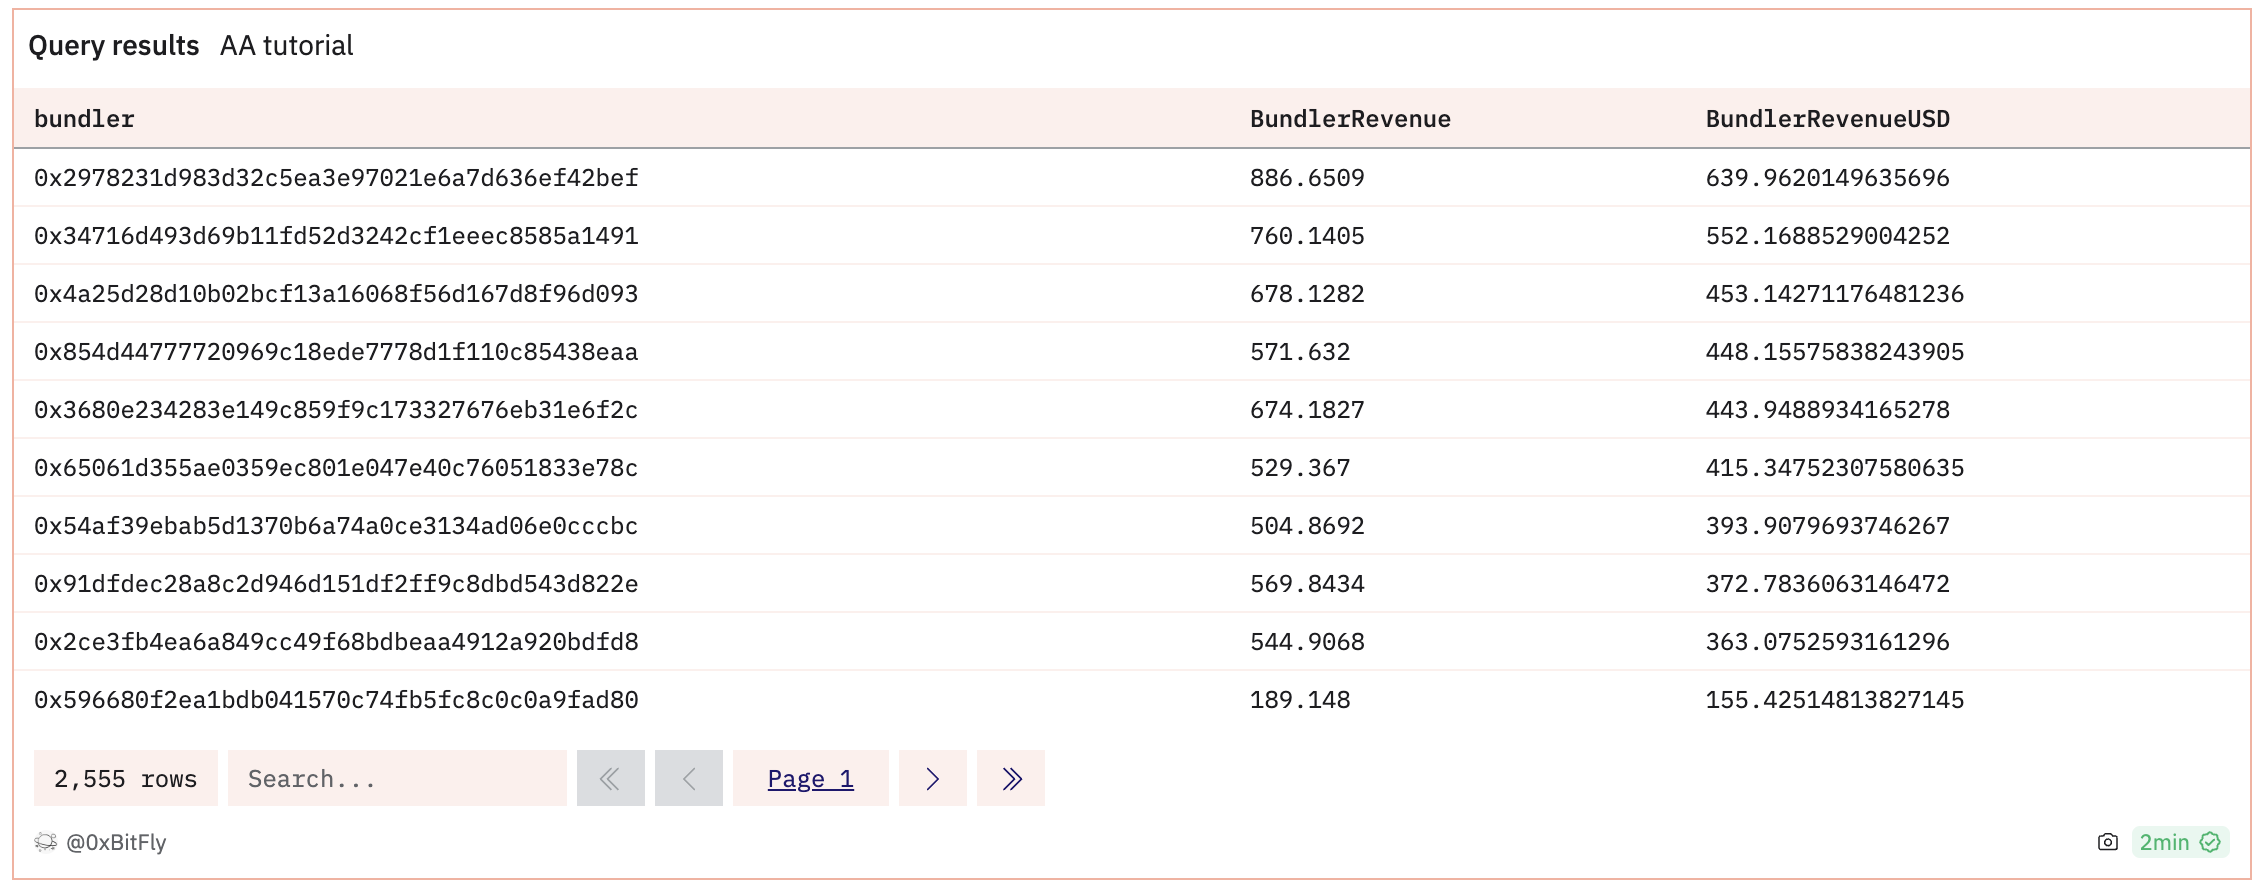 Query results AA tutorial
bundler BundlerRevenue BundlerRevenueUSD
0x2978231d983d32c5ea3e97021e6a7d636ef42bef 886.6509 639.9620149635696
0x34716d493d69b11fd52d3242cf1eeec8585a1491 760.1405 552.1688529004252
0x4a25d28d10b02bcf13a16068f56d167d8f96d093 678.1282 453.14271176481236
0x854d44777720969c18ede7778d1f110c85438eaa 571.632 448.15575838243905
0x3680e234283e149c859f9c173327676eb31e6f2c 674.1827 443.9488934165278
0x65061d355ae0359ec801e047e40c76051833e78c 529.367 415.34752307580635
0x54af39ebab5d1370b6a74a0ce3134ad06e0cccbc 504.8692 393.9079693746267
0x91dfdec28a8c2d946d151df2ff9c8dbd543d822e 569.8434 372.7836063146472
0x2ce3fb4ea6a849cc49f68bdbeaa4912a920bdfd8 544.9068 363.0752593161296
0x596680f2ea1bdb041570c74fb5fc8c0c0a9fad80 189.148 155.42514813827145
2,555 rows Search... Page 1
@0xBitFly 2min